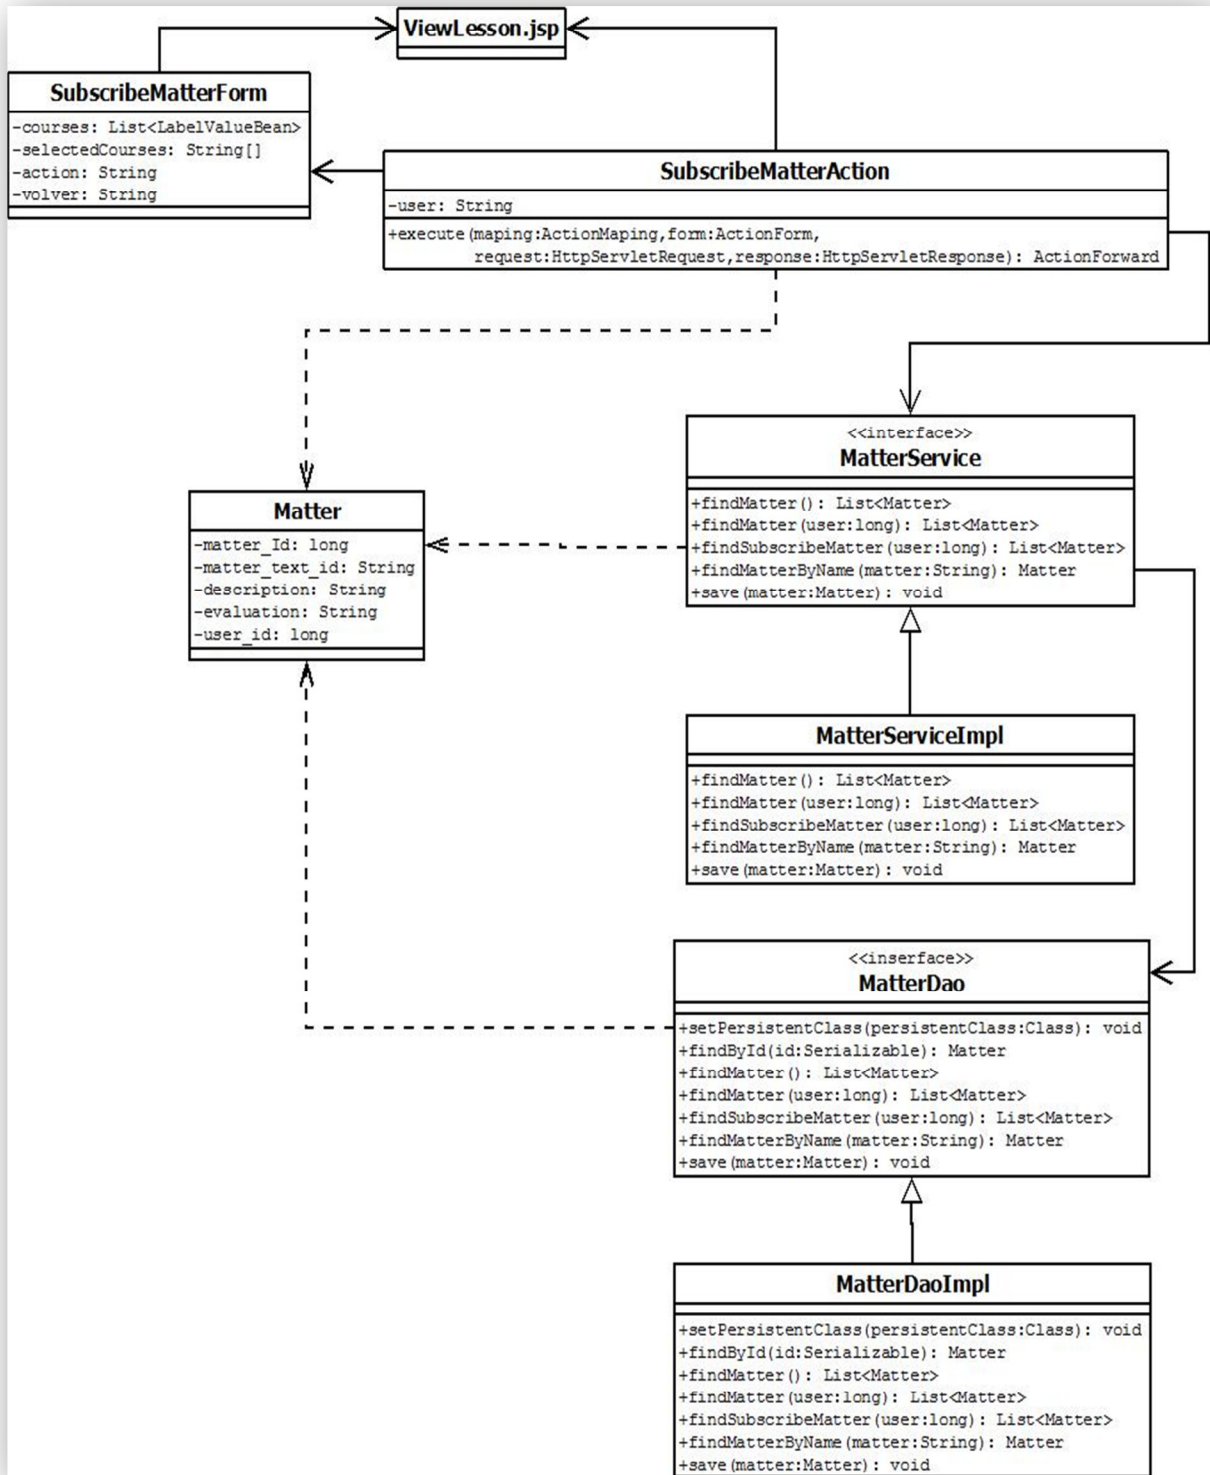 ViewLesson.jsp
SubscribeMatterForm
-courses: List<LabelValueBean>
-selectedCourses: String[]
-action: String
-volver: String
SubscribeMatterAction
-user: String
+execute(maping:ActionMaping,form:ActionForm,
request:HttpServletRequest,response:HttpServletResponse): ActionForward
<<interface>>
MatterService
+findMatter(): List<Matter>
+findMatter(user:long): List<Matter>
+findSubscribeMatter(user:long): List<Matter>
+findMatterByName(matter:String): Matter
+save(matter:Matter): void
Matter
-matter_Id: long
-matter_text_id: String
-description: String
-evaluation: String
-user_id: long
MatterServiceImpl
+findMatter(): List<Matter>
+findMatter(user:long): List<Matter>
+findSubscribeMatter(user:long): List<Matter>
+findMatterByName(matter:String): Matter
+save(matter:Matter): void
<<inserface>>
MatterDao
+setPersistentClass(persistentClass:Class): void
+findById(id:Serializable): Matter
+findMatter(): List<Matter>
+findMatter(user:long): List<Matter>
+findSubscribeMatter(user:long): List<Matter>
+findMatterByName(matter:String): Matter
+save(matter:Matter): void
MatterDaoImpl
+setPersistentClass(persistentClass:Class): void
+findById(id:Serializable): Matter
+findMatter(): List<Matter>
+findMatter(user:long): List<Matter>
+findSubscribeMatter(user:long): List<Matter>
+findMatterByName(matter:String): Matter
+save(matter:Matter): void